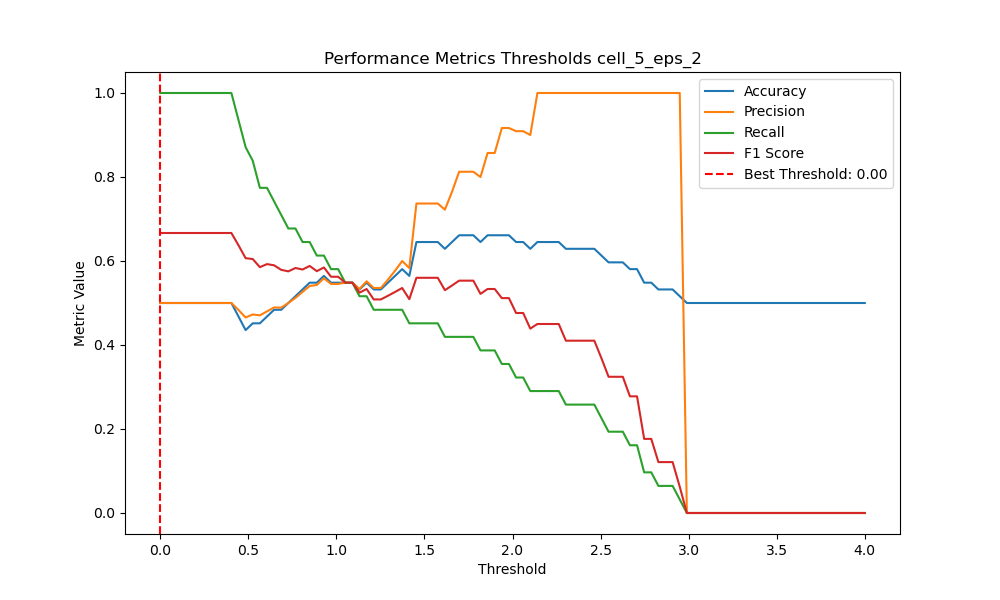 Performance Metrics Thresholds cell_5_eps_2
Metric Value
1.0
0.8
0.6
0.4
0.2
0.0
Accuracy
Precision
Recall
F1 Score
Best Threshold: 0.00
0.0 0.5 1.0 1.5 2.0 2.5 3.0 3.5 4.0
Threshold